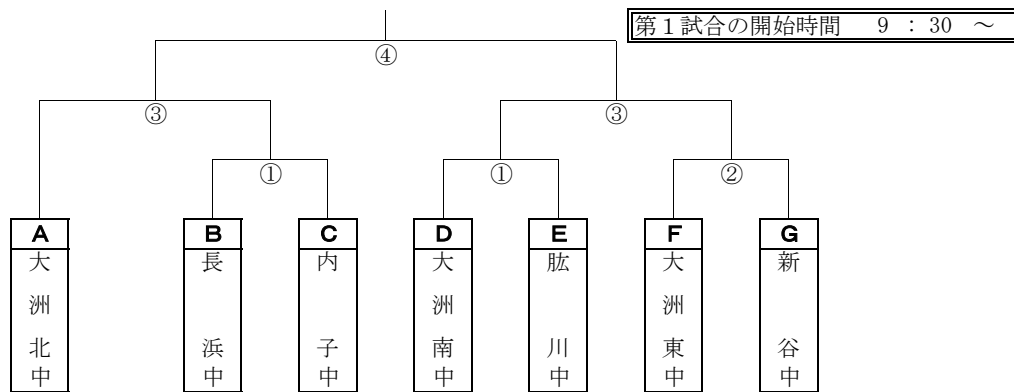 第1試合の開始時間 9 : 30 ～
④
③ ③
① ① ②
A B C D E F G
大洲北中
長浜中
内子中
大洲南中
肱川中
大洲東中
新谷中